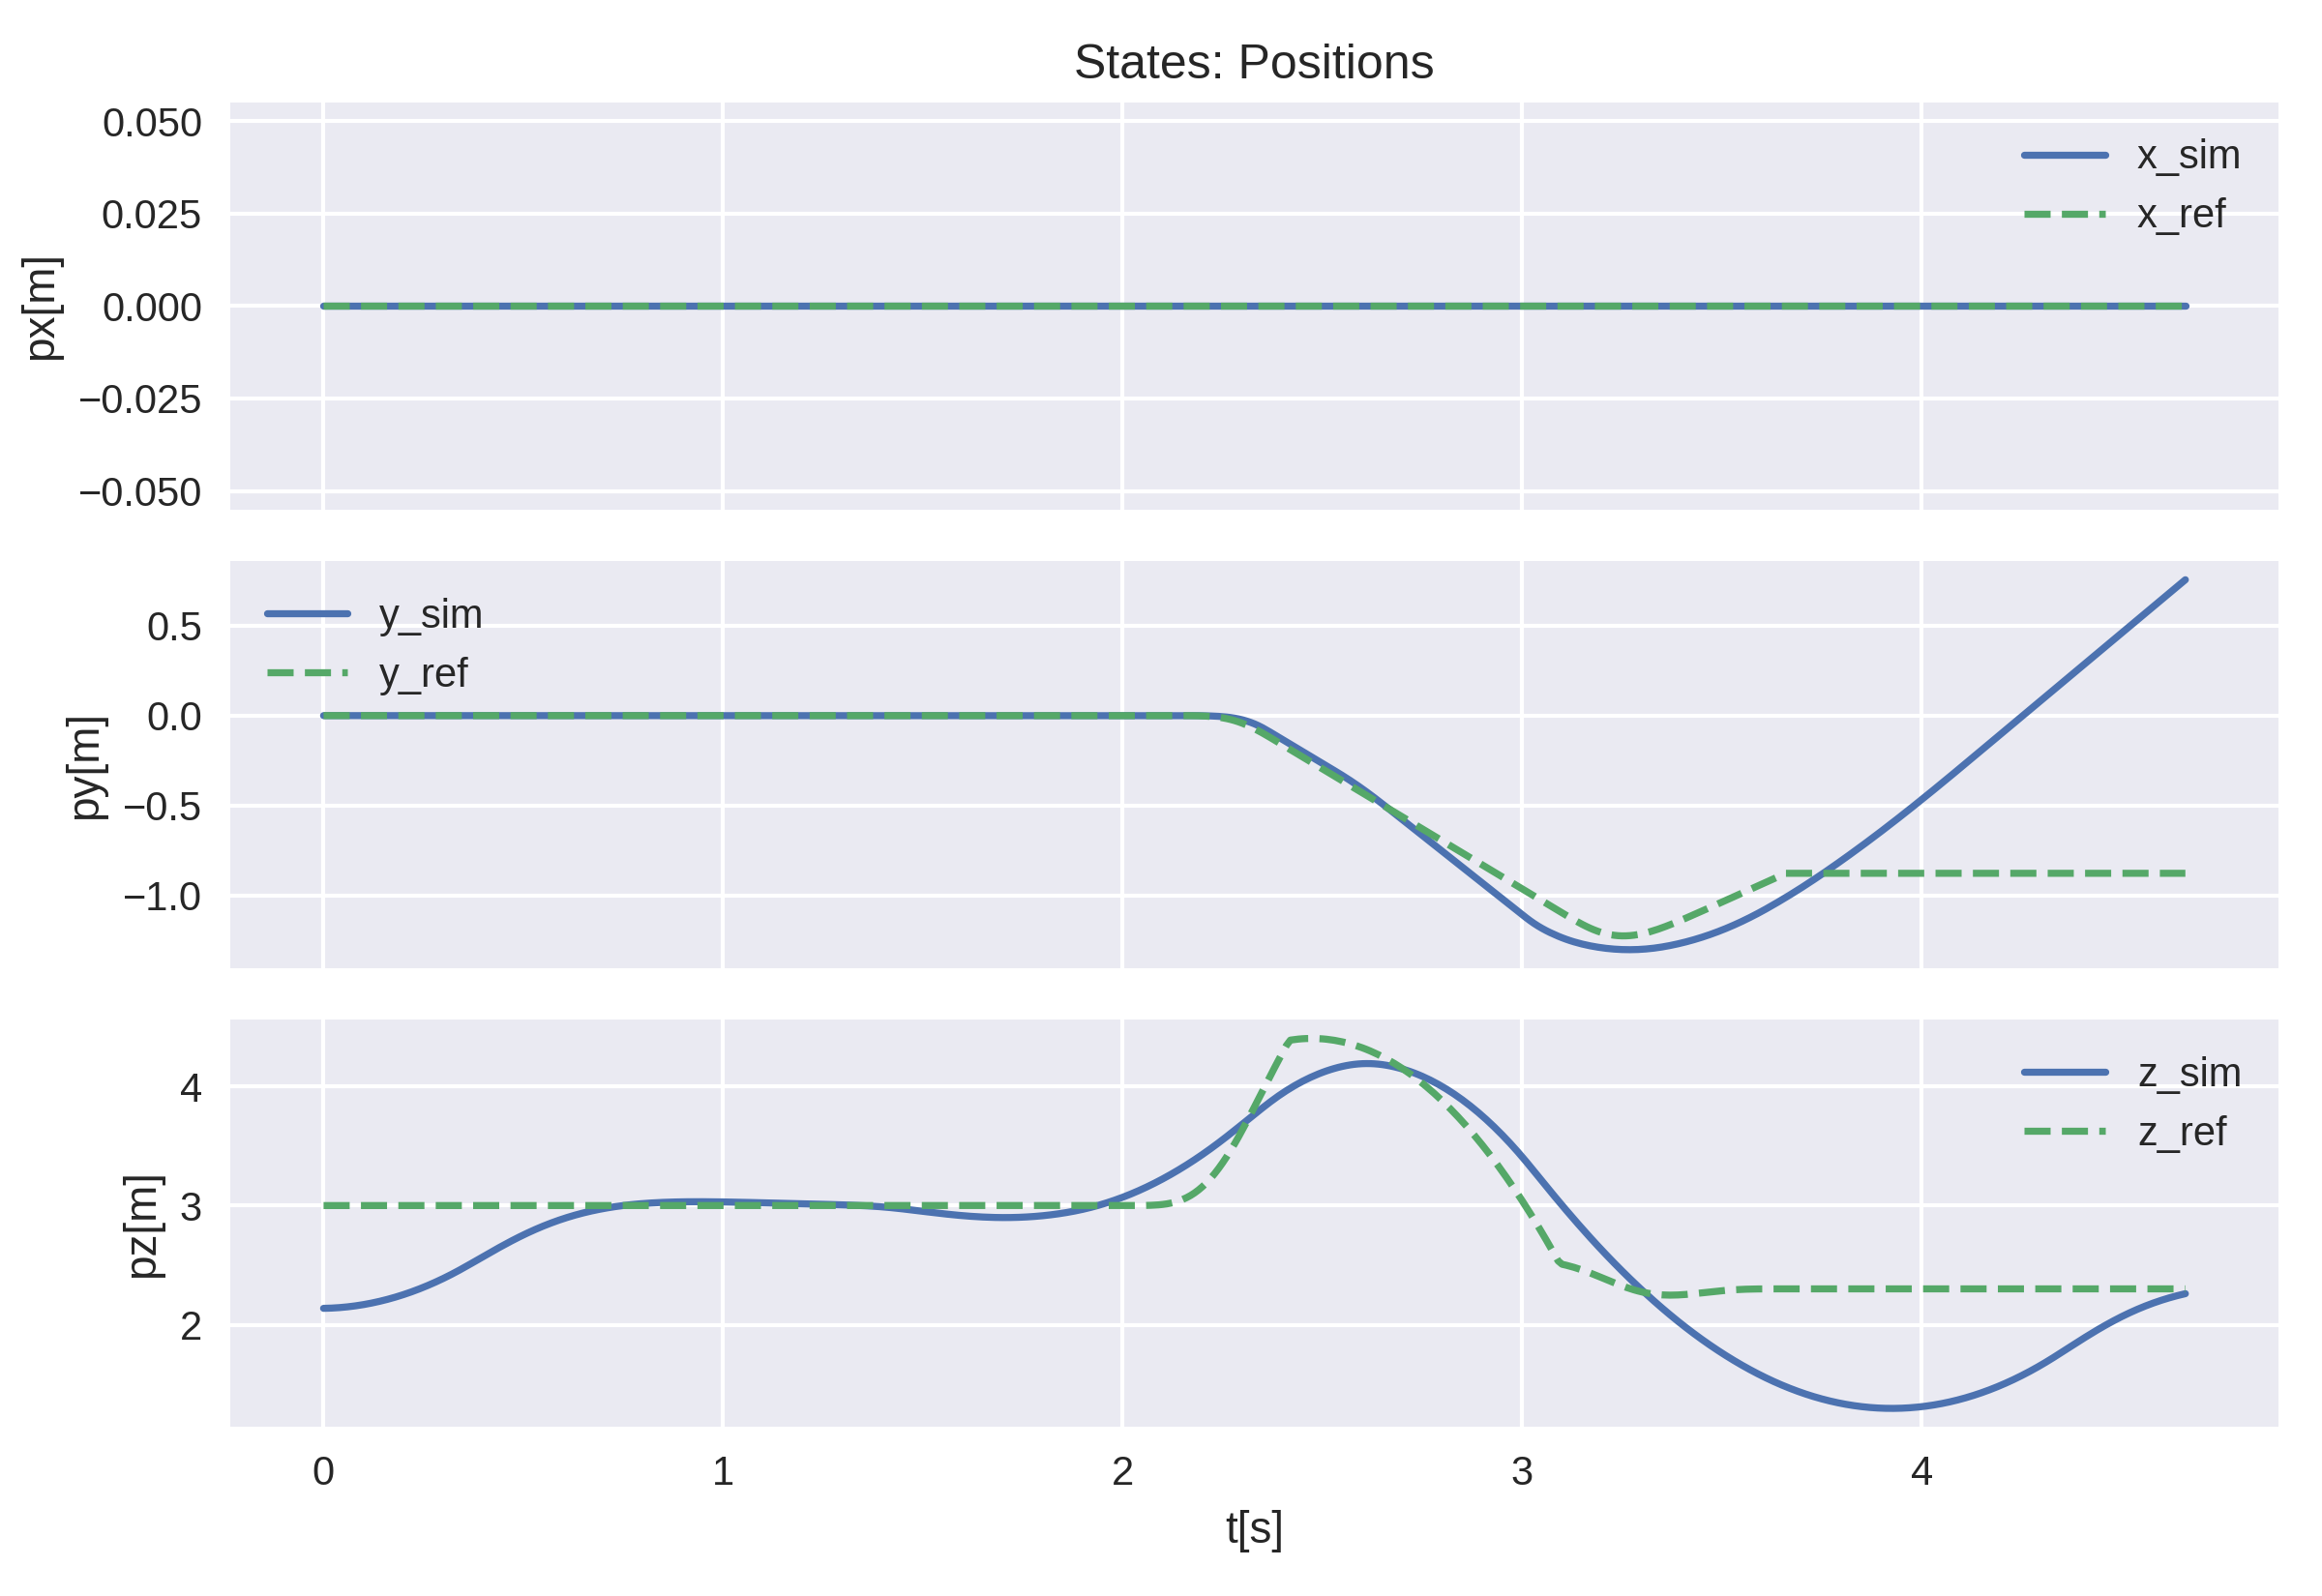 States: Positions
0.050
0.025
0.000
−0.025
−0.050
px[m]
x_sim
x_ref
0.5
0.0
−0.5
−1.0
py[m]
y_sim
y_ref
4
3
2
pz[m]
z_sim
z_ref
0 1 2 3 4
t[s]